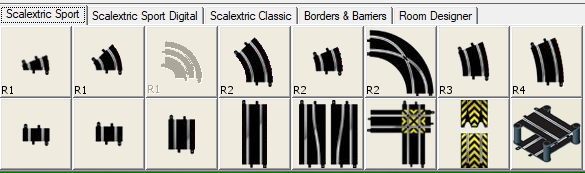 Scalextric Sport Scalextric Sport Digital Scalextric Classic Borders & Barriers Room Designer
R1 R1 R1 R2 R2 R2 R3 R4